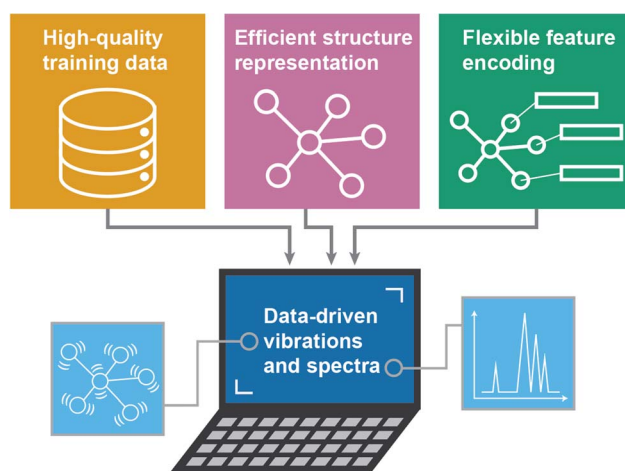 High-quality
training data
Efficient structure
representation
Flexible feature
encoding
Data-driven
vibrations
and spectra